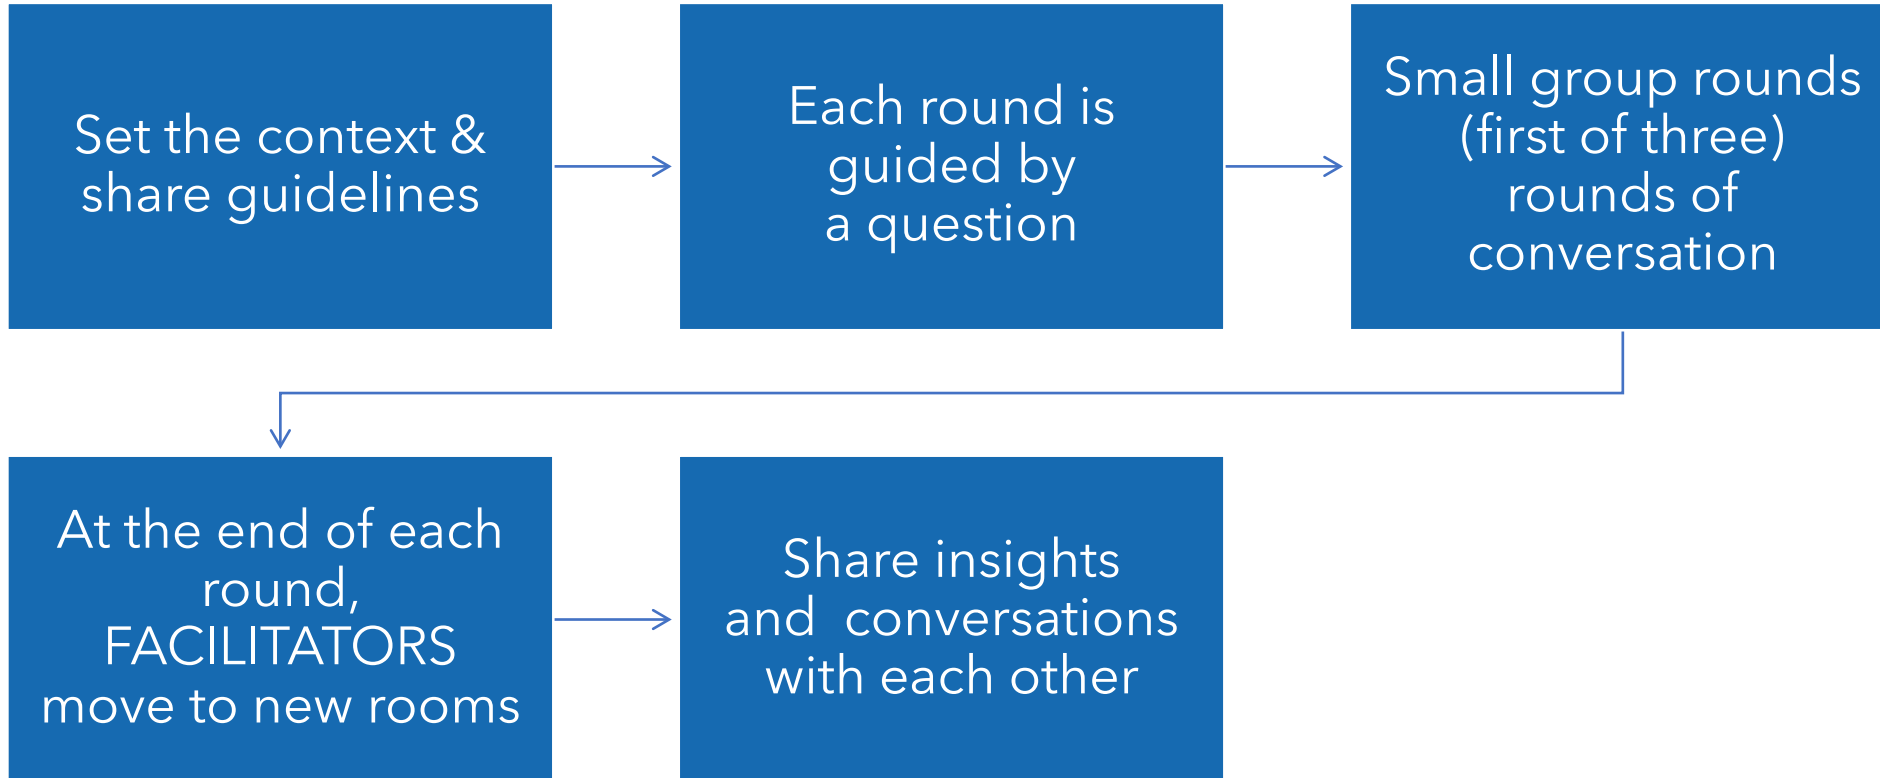 Set the context &
share guidelines
Each round is
guided by
a question
Small group rounds
(first of three)
rounds of
conversation
At the end of each
round,
FACILITATORS
move to new rooms
Share insights
and  conversations
with each other